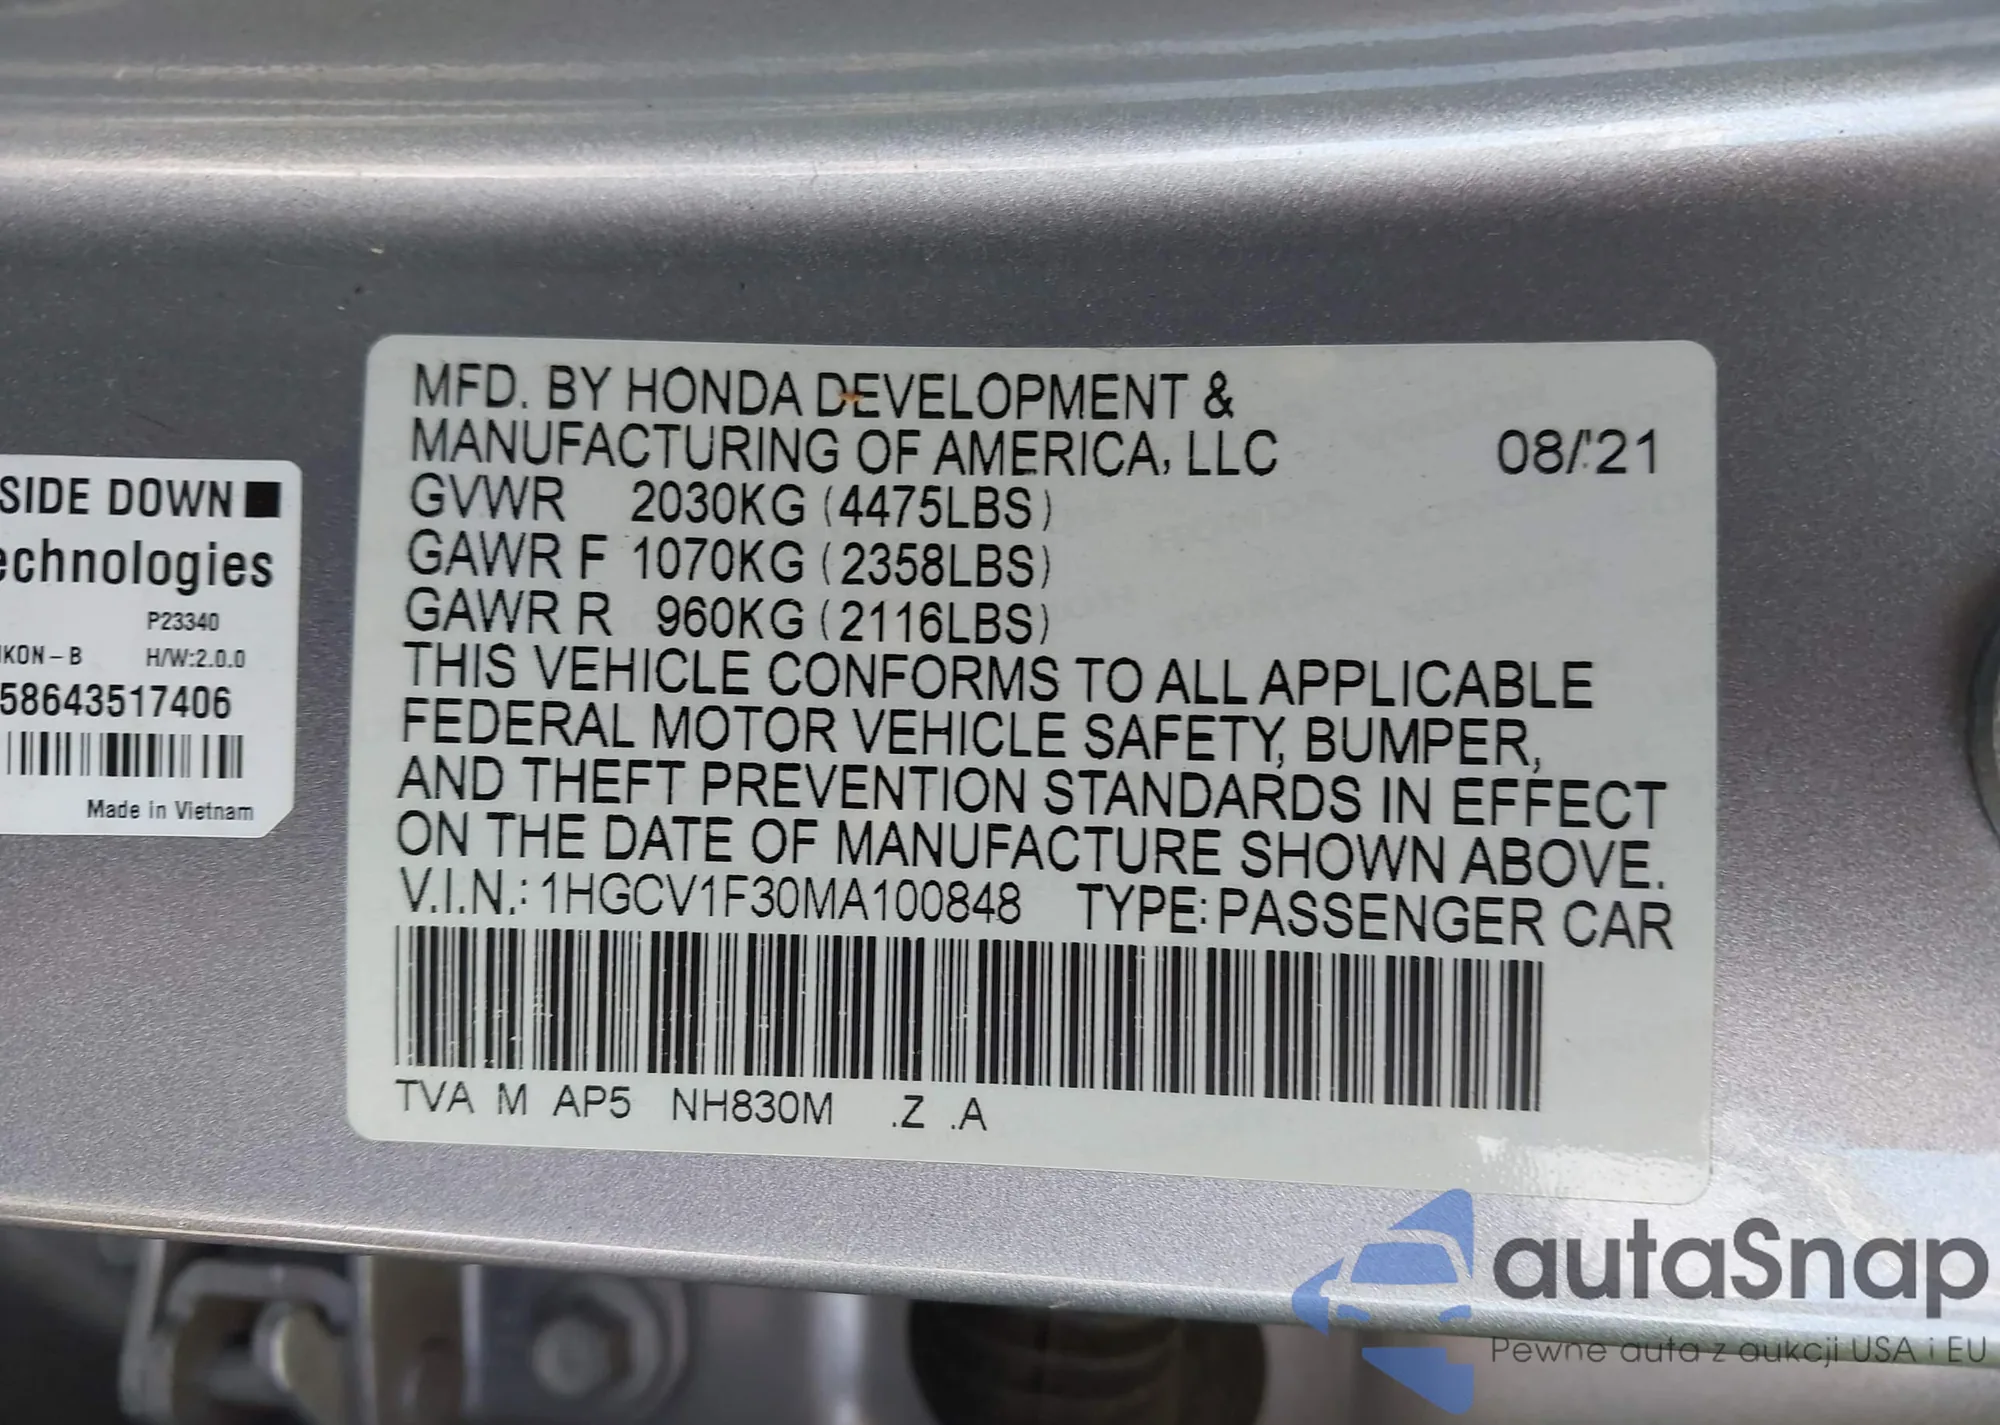 SIDE DOWN
echnologies
P23340
KON-B H/W:2.0.0
58643517406
Made in Vietnam
MFD. BY HONDA DEVELOPMENT &
MANUFACTURING OF AMERICA, LLC 08/'21
GVWR 2030KG (4475LBS)
GAWR F 1070KG (2358LBS)
GAWR R 960KG (2116LBS)
THIS VEHICLE CONFORMS TO ALL APPLICABLE
FEDERAL MOTOR VEHICLE SAFETY, BUMPER,
AND THEFT PREVENTION STANDARDS IN EFFECT
ON THE DATE OF MANUFACTURE SHOWN ABOVE.
V.I.N.: 1HGCV1F30MA100848 TYPE: PASSENGER CAR
TVA M AP5 NH830M .Z .A
autaSnap
Pewne auta z aukcji USA i EU